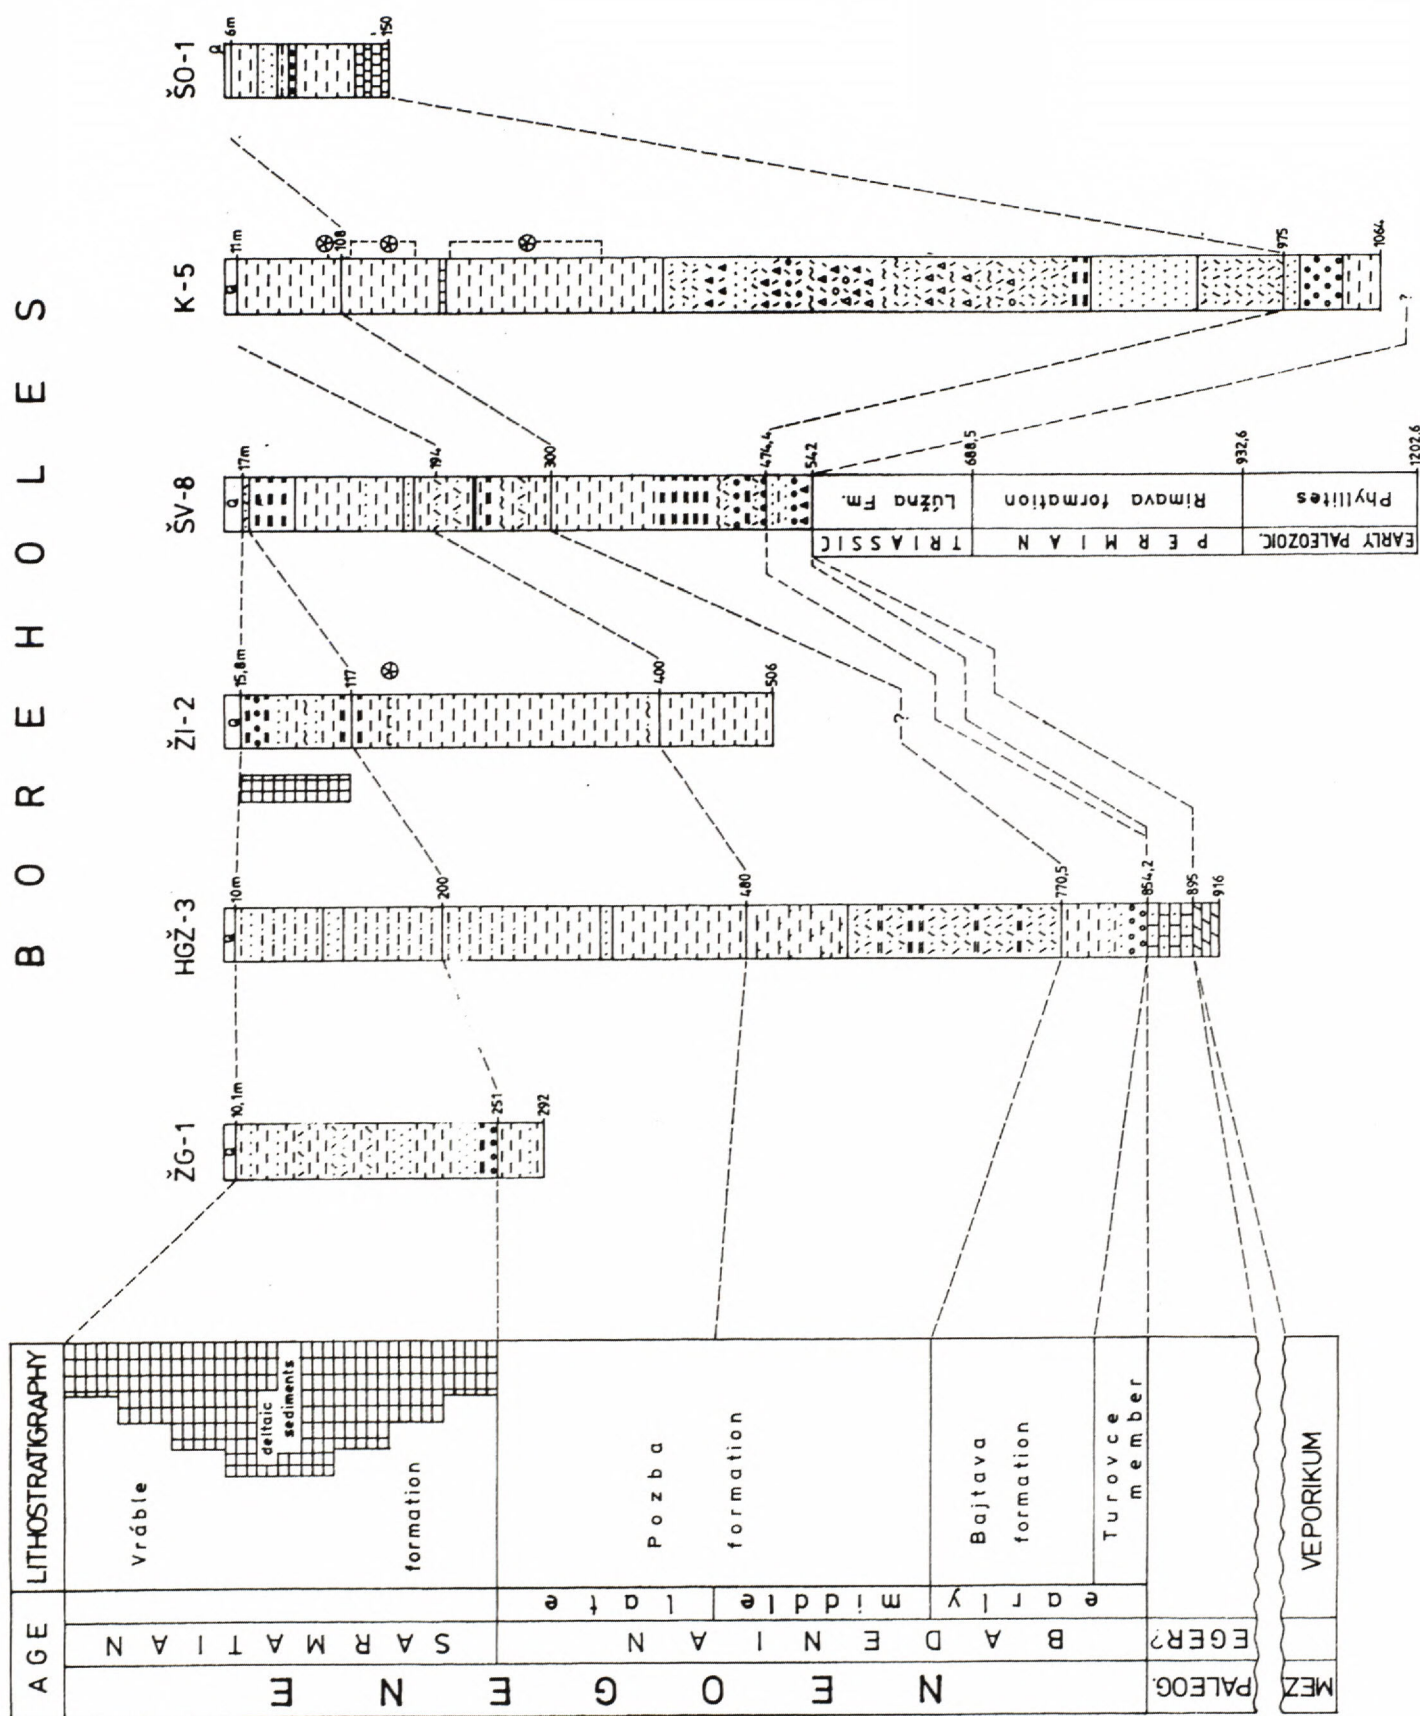 BOREHOLES
AGE
LITHOSTRATIGRAPHY
NEOGENE
SARMATIAN
BADENIAN
late
middle
early
PALEOG.
EGER?
MEZ
VEPORIKUM
Vráble
formation
deltaic
sediments
Pozba
formation
Bajtava
formation
Turovce
member
ŽG-1
Q
10,1m
251
292
HGŽ-3
Q
10m
200
480
770,5
854,2
895
916
ŽI-2
Q
15,8m
117
400
506
?
ŠV-8
Q
17m
194
300
474,4
542
688,5
932,6
1202,6
TRIASSIC
Lúžna Fm.
PERMIAN
Rimava formation
EARLY PALEOZOIC.
Phyllites
K-5
Q
11m
108
975
1064
?
ŠO-1
Q
6m
150